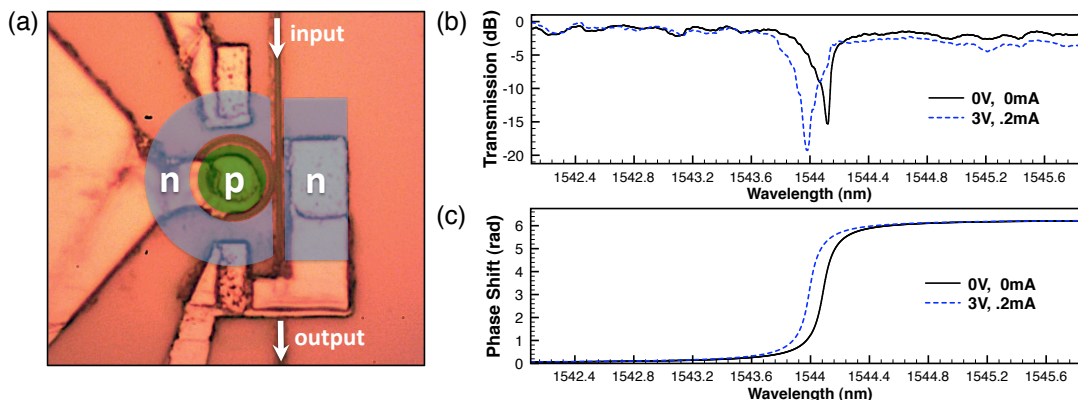 (a)
input
n
p
n
output
(b)
Transmission (dB)
0
-5
-10
-15
-20
0V, 0mA
3V, .2mA
1542.4 1542.8 1543.2 1543.6 1544 1544.4 1544.8 1545.2 1545.6
Wavelength (nm)
(c)
Phase Shift (rad)
6
5
4
3
2
1
0
0V, 0mA
3V, .2mA
1542.4 1542.8 1543.2 1543.6 1544 1544.4 1544.8 1545.2 1545.6
Wavelength (nm)